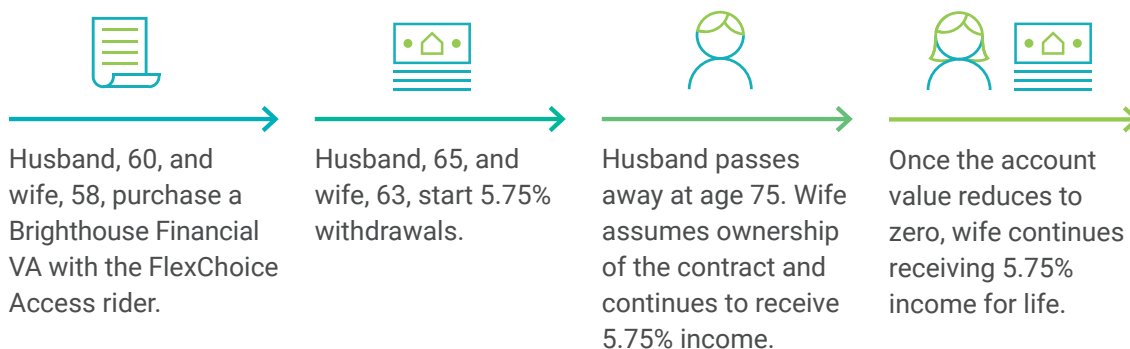 Husband, 60, and
wife, 58, purchase a
Brighthouse Financial
VA with the FlexChoice
Access rider.
Husband, 65, and
wife, 63, start 5.75%
withdrawals.
Husband passes
away at age 75. Wife
assumes ownership
of the contract and
continues to receive
5.75% income.
Once the account
value reduces to
zero, wife continues
receiving 5.75%
income for life.